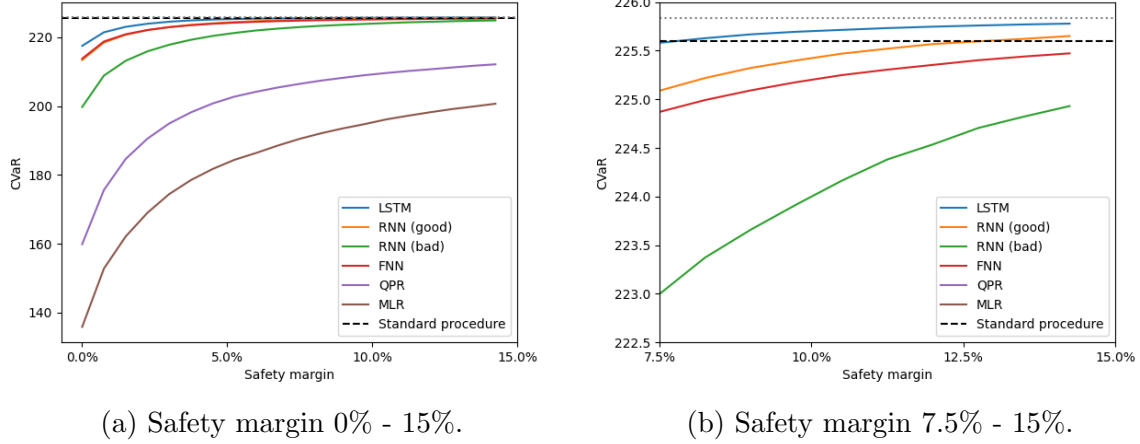 CVaR
220
200
180
160
140
0.0%
5.0%
10.0%
15.0%
Safety margin
LSTM
RNN (good)
RNN (bad)
FNN
QPR
MLR
Standard procedure
(a) Safety margin 0% - 15%.
CVaR
226.0
225.5
225.0
224.5
224.0
223.5
223.0
222.5
7.5%
10.0%
12.5%
15.0%
Safety margin
LSTM
RNN (good)
RNN (bad)
FNN
QPR
MLR
Standard procedure
(b) Safety margin 7.5% - 15%.